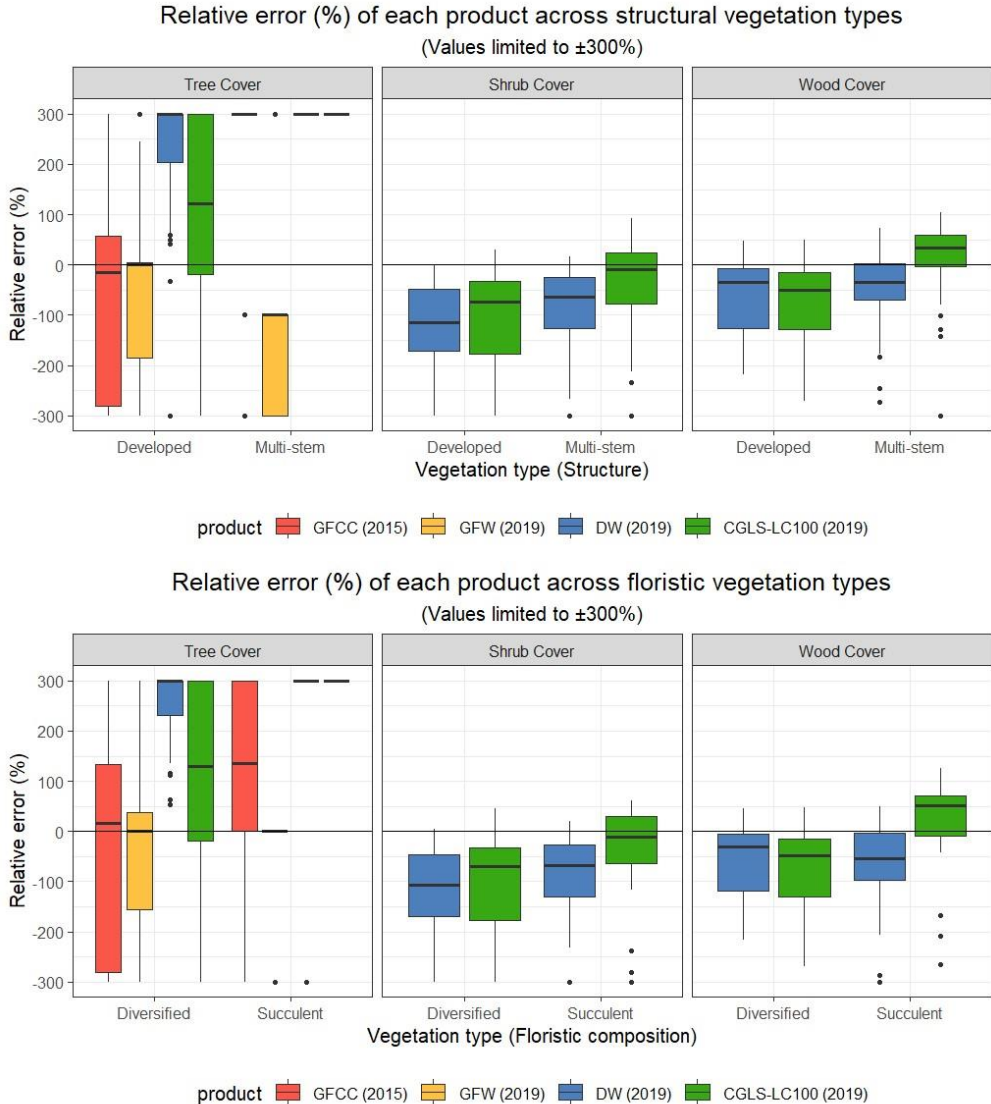 Relative error (%) of each product across structural vegetation types
(Values limited to ±300%)
Tree Cover Shrub Cover Wood Cover
Relative error (%)
300
200
100
0
-100
-200
-300
Developed Multi-stem Developed Multi-stem Developed Multi-stem
Vegetation type (Structure)
product GFCC (2015) GFW (2019) DW (2019) CGLS-LC100 (2019)
Relative error (%) of each product across floristic vegetation types
(Values limited to ±300%)
Tree Cover Shrub Cover Wood Cover
Relative error (%)
300
200
100
0
-100
-200
-300
Diversified Succulent Diversified Succulent Diversified Succulent
Vegetation type (Floristic composition)
product GFCC (2015) GFW (2019) DW (2019) CGLS-LC100 (2019)